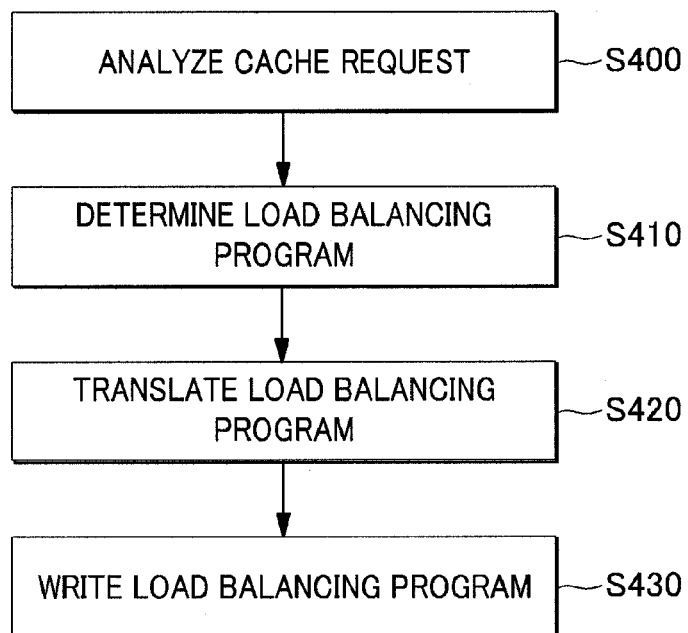 ANALYZE CACHE REQUEST
S400
DETERMINE LOAD BALANCING
PROGRAM
S410
TRANSLATE LOAD BALANCING
PROGRAM
S420
WRITE LOAD BALANCING PROGRAM
S430